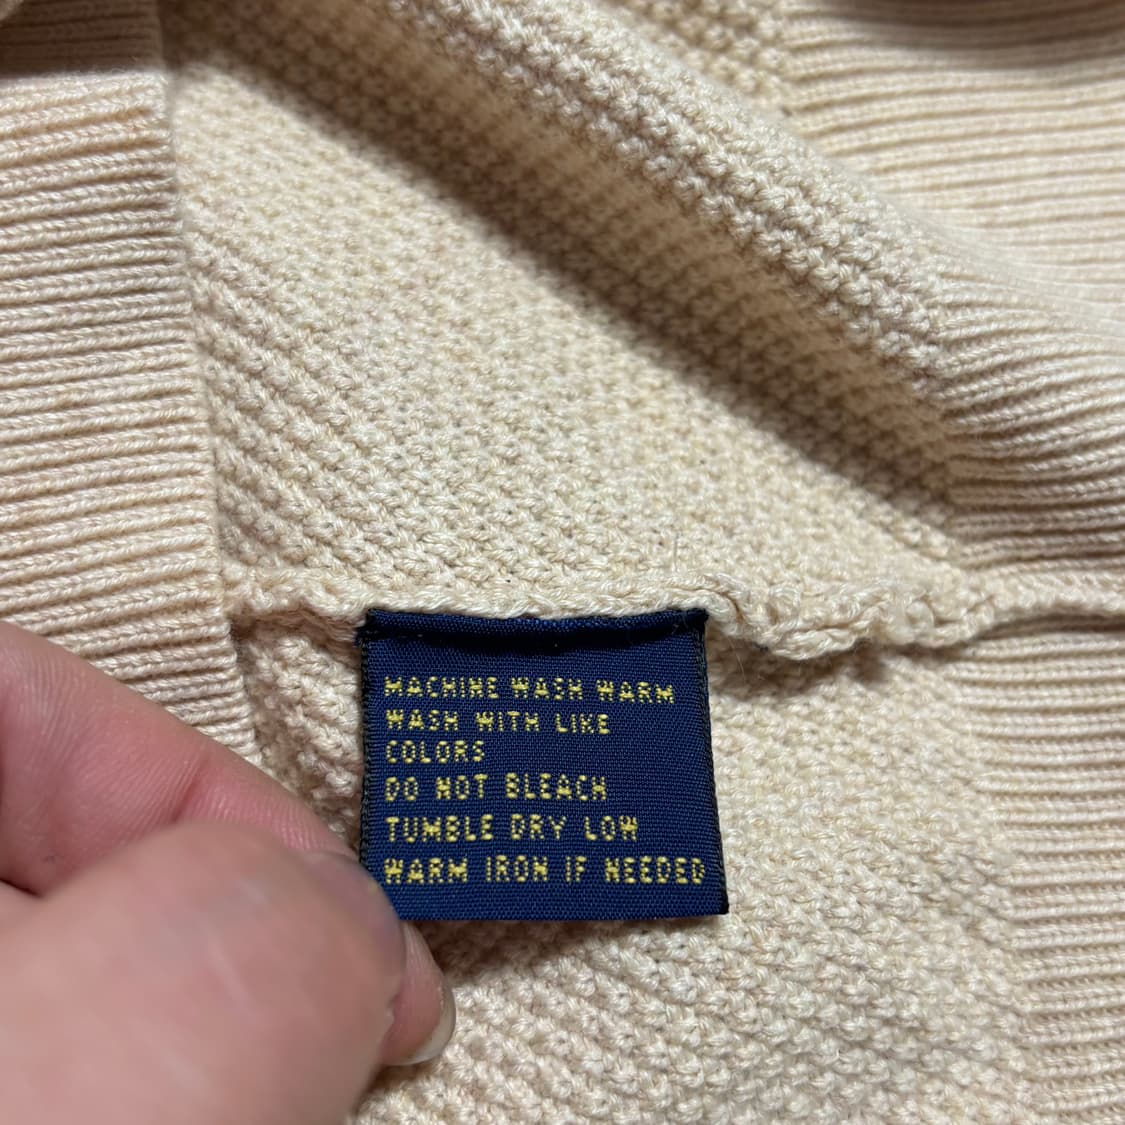 MACHINE WASH WARM
WASH WITH LIKE
COLORS
DO NOT BLEACH
TUMBLE DRY LOW
WARM IRON IF NEEDED